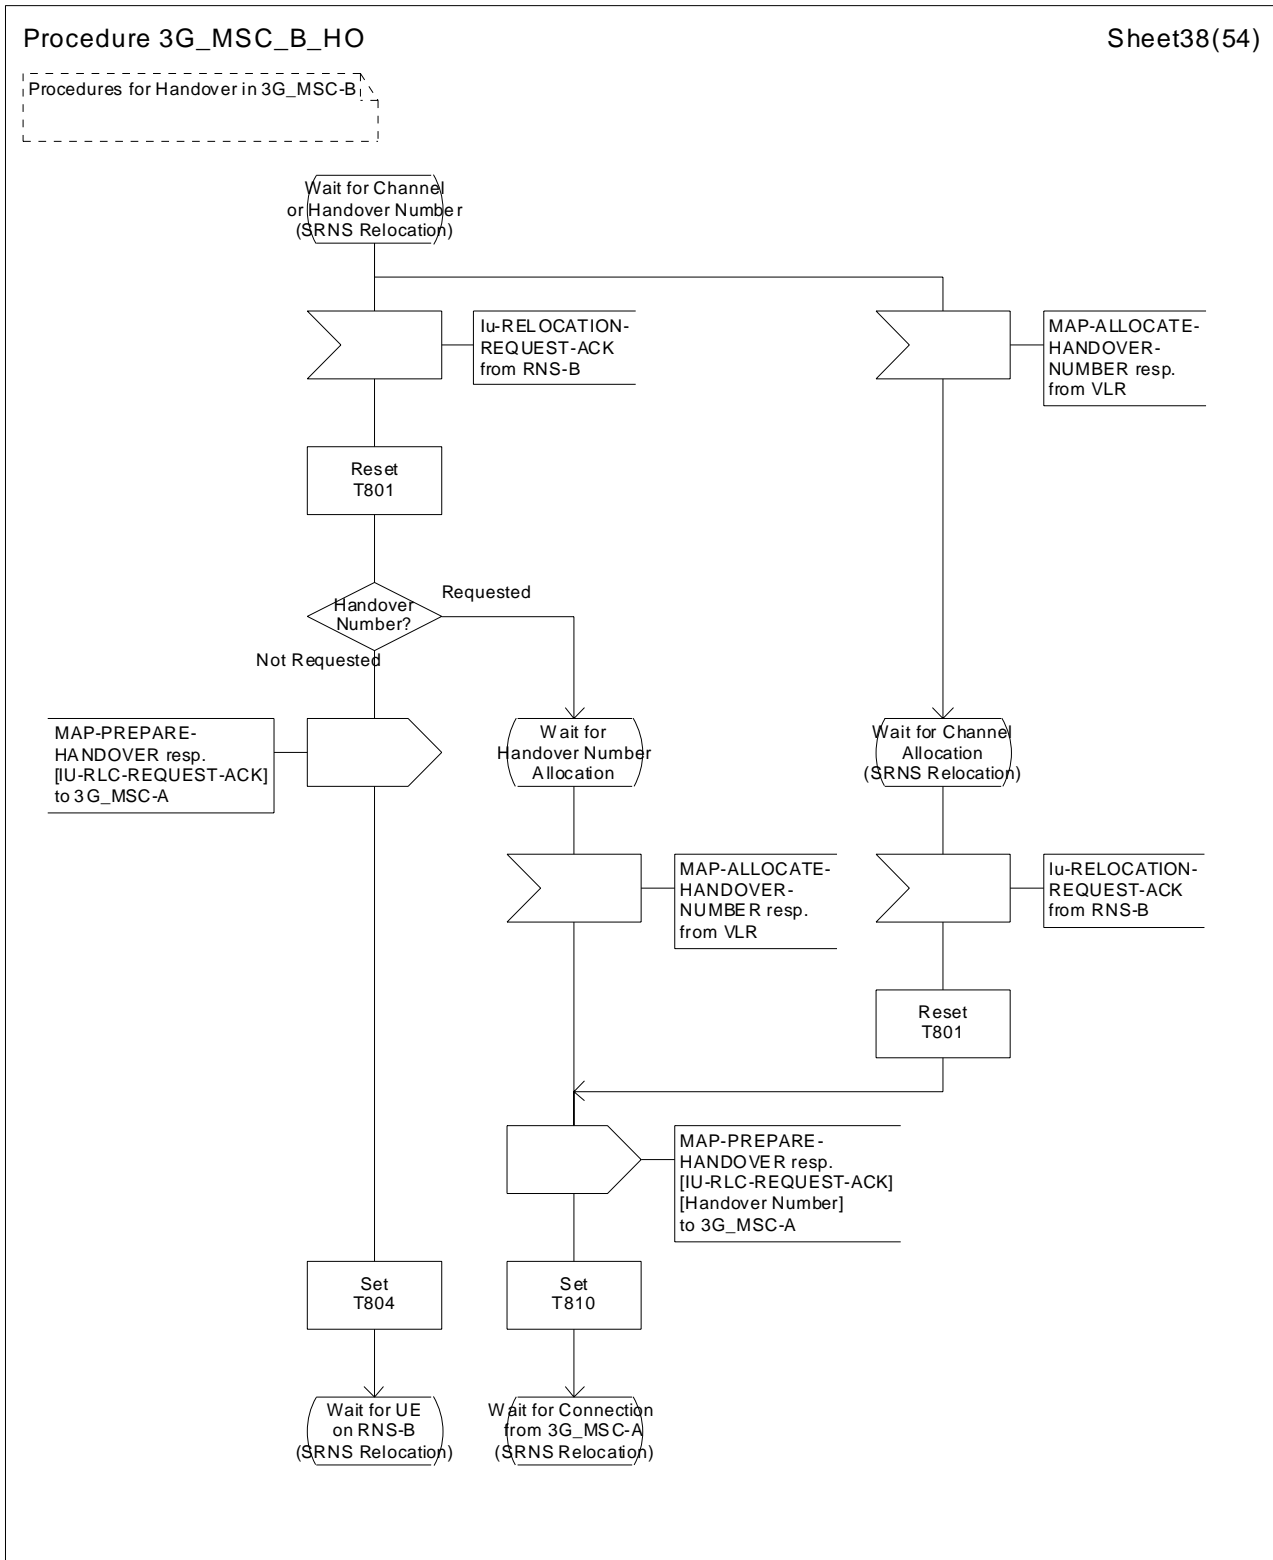 Procedure 3G_MSC_B_HO
Sheet38(54)
Procedures for Handover in 3G_MSC-B
Wait for Channel
or Handover Number
(SRNS Relocation)
Iu-RELOCATION-
REQUEST-ACK
from RNS-B
MAP-ALLOCATE-
HANDOVER-
NUMBER resp.
from VLR
Reset
T801
Handover
Number?
Requested
Not Requested
MAP-PREPARE-
HANDOVER resp.
[IU-RLC-REQUEST-ACK]
to 3G_MSC-A
Wait for
Handover Number
Allocation
Wait for Channel
Allocation
(SRNS Relocation)
MAP-ALLOCATE-
HANDOVER-
NUMBER resp.
from VLR
Iu-RELOCATION-
REQUEST-ACK
from RNS-B
Reset
T801
MAP-PREPARE-
HANDOVER resp.
[IU-RLC-REQUEST-ACK]
[Handover Number]
to 3G_MSC-A
Set
T804
Set
T810
Wait for UE
on RNS-B
(SRNS Relocation)
Wait for Connection
from 3G_MSC-A
(SRNS Relocation)